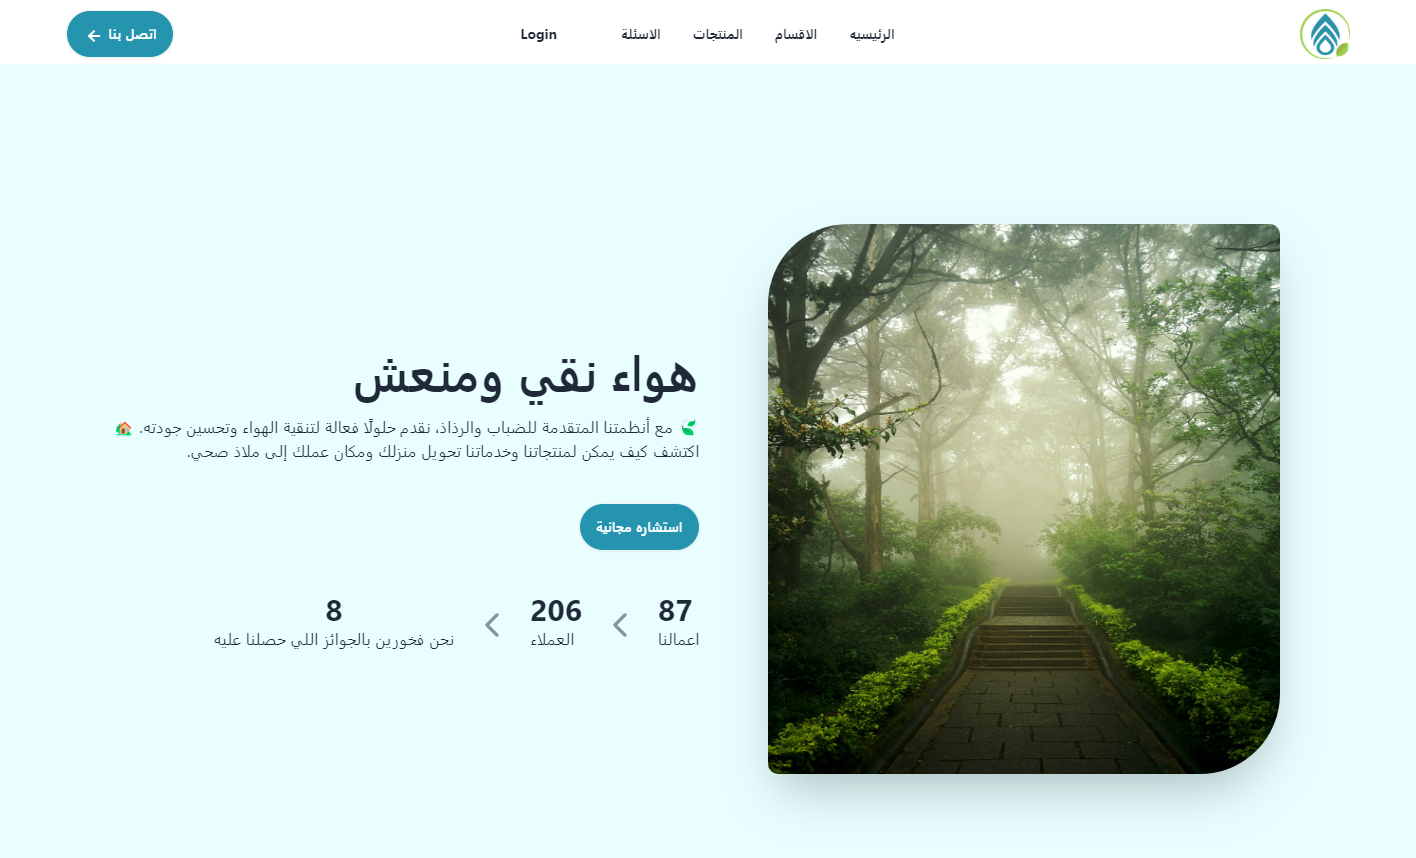 الرئيسيه
الاقسام
المنتجات
الاسئلة
Login
اتصل بنا ←
هواء نقي ومنعش
🍃 مع أنظمتنا المتقدمة للضباب والرذاذ، نقدم حلولًا فعالة لتنقية الهواء وتحسين جودته. 🏡
اكتشف كيف يمكن لمنتجاتنا وخدماتنا تحويل منزلك ومكان عملك إلى ملاذ صحي.
استشاره مجانية
87
اعمالنا
206
العملاء
8
نحن فخورين بالجوائز اللي حصلنا عليه